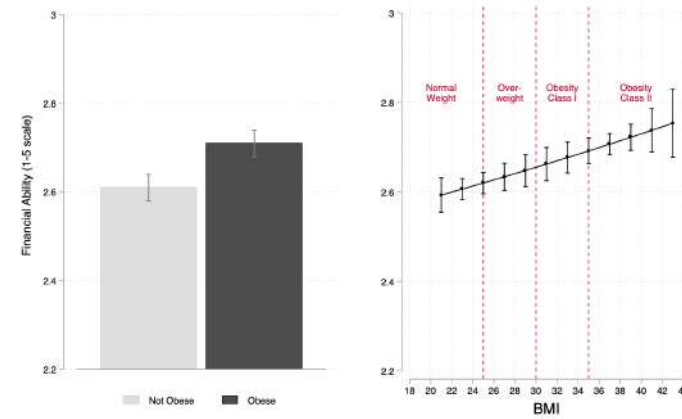 3
2.8
2.6
2.4
2.2
Financial Ability (1-5 scale)
Not Obese
Obese
3
2.8
2.6
2.4
2.2
Normal
Weight
Over-
weight
Obesity
Class I
Obesity
Class II
18 20 22 24 26 28 30 32 34 36 38 40 42
BMI